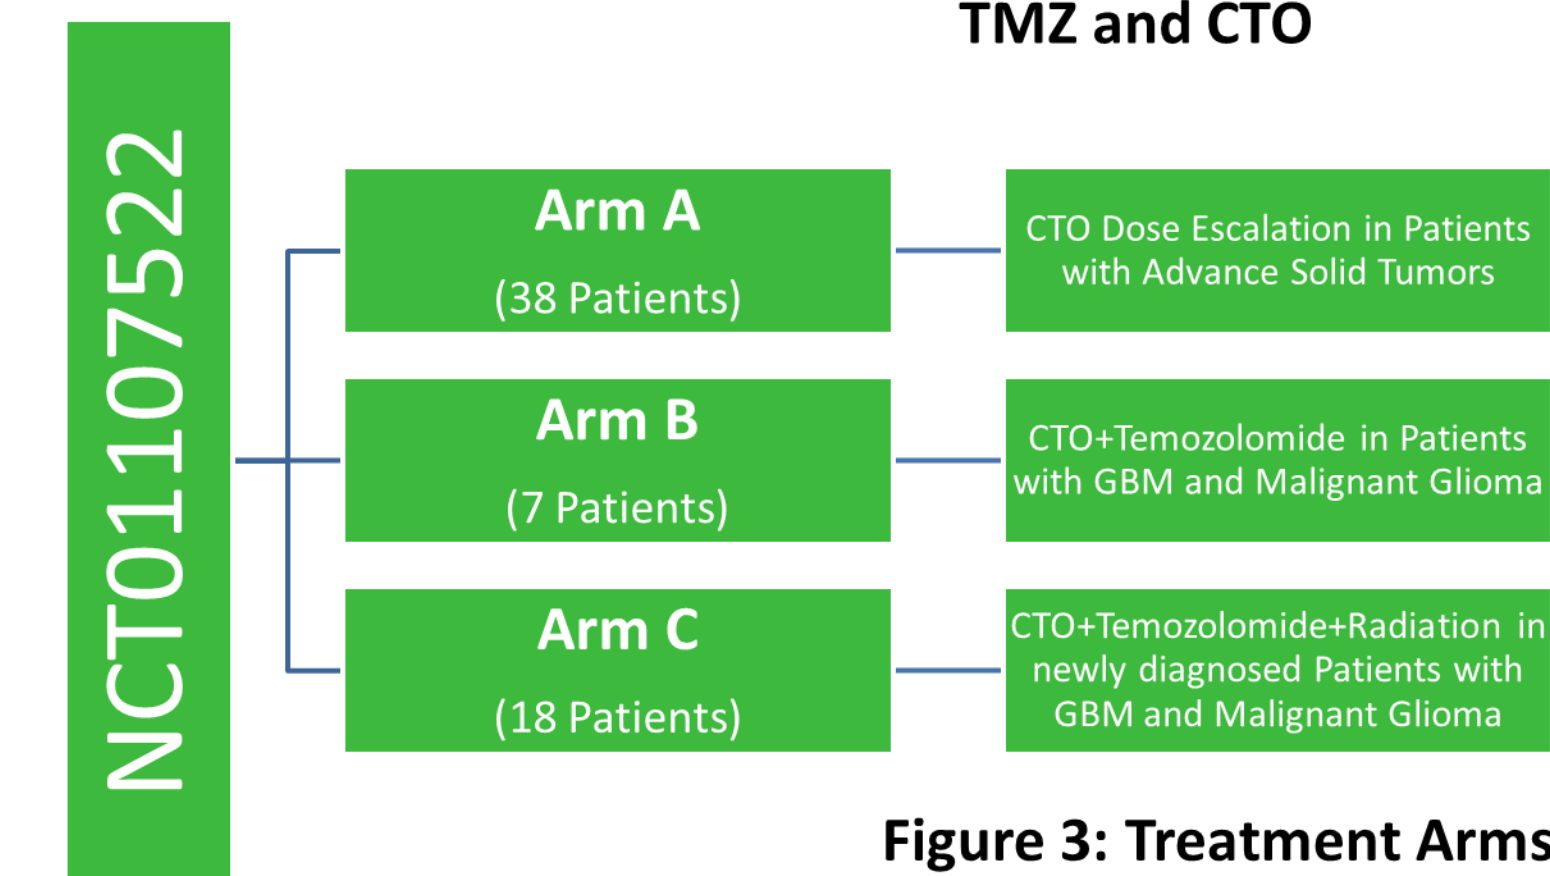 TMZ and CTO
NCT01107522
Arm A
(38 Patients)
CTO Dose Escalation in Patients
with Advance Solid Tumors
Arm B
(7 Patients)
CTO+Temozolomide in Patients
with GBM and Malignant Glioma
Arm C
(18 Patients)
CTO+Temozolomide+Radiation in
newly diagnosed Patients with
GBM and Malignant Glioma
Figure 3: Treatment Arms